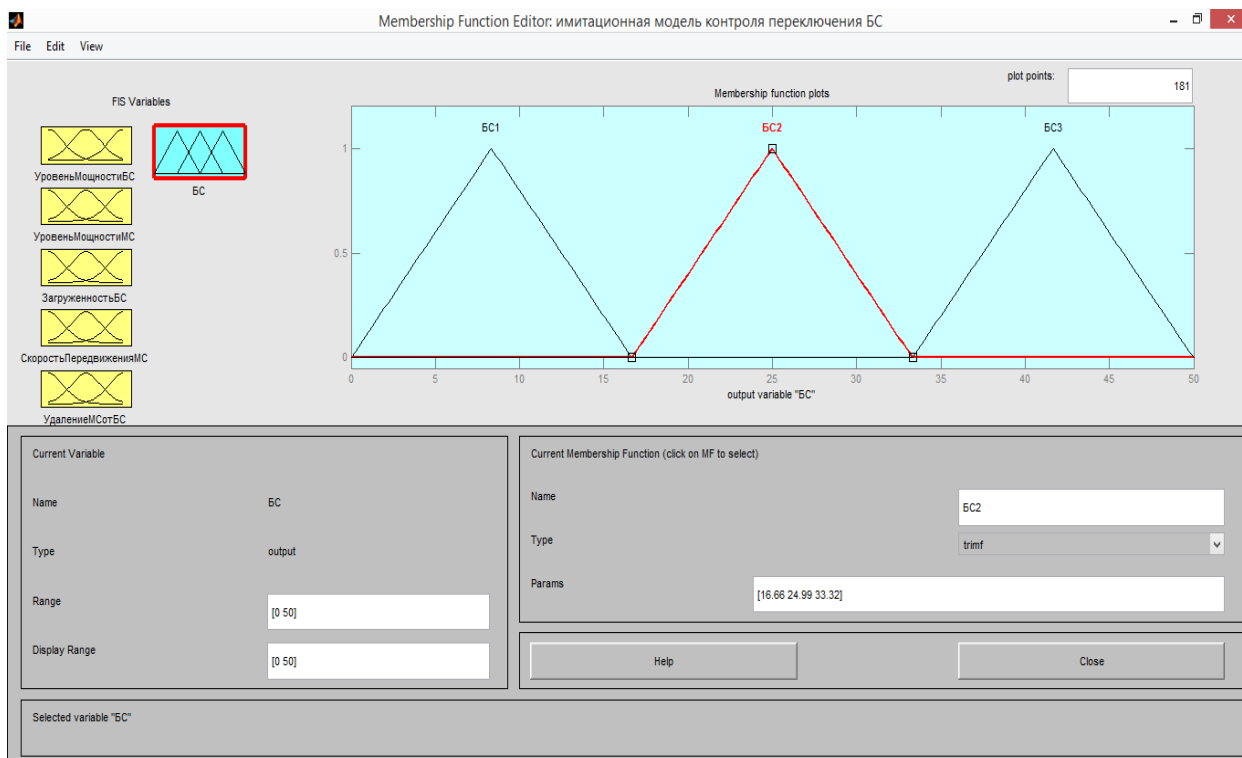 Membership Function Editor: имитационная модель контроля переключения БС
File Edit View
FIS Variables
УровеньМощностиБС
УровеньМощностиМС
ЗагруженностьБС
СкоростьПередвиженияМС
УдалениеМСотБС
БС
plot points:
181
Membership function plots
БС1 БС2 БС3
1
0.5
0
0 5 10 15 20 25 30 35 40 45 50
output variable "БС"
Current Variable
Name БС
Type output
Range [0 50]
Display Range [0 50]
Current Membership Function (click on MF to select)
Name БС2
Type trimf
Params [16.66 24.99 33.32]
Help Close
Selected variable "БС"